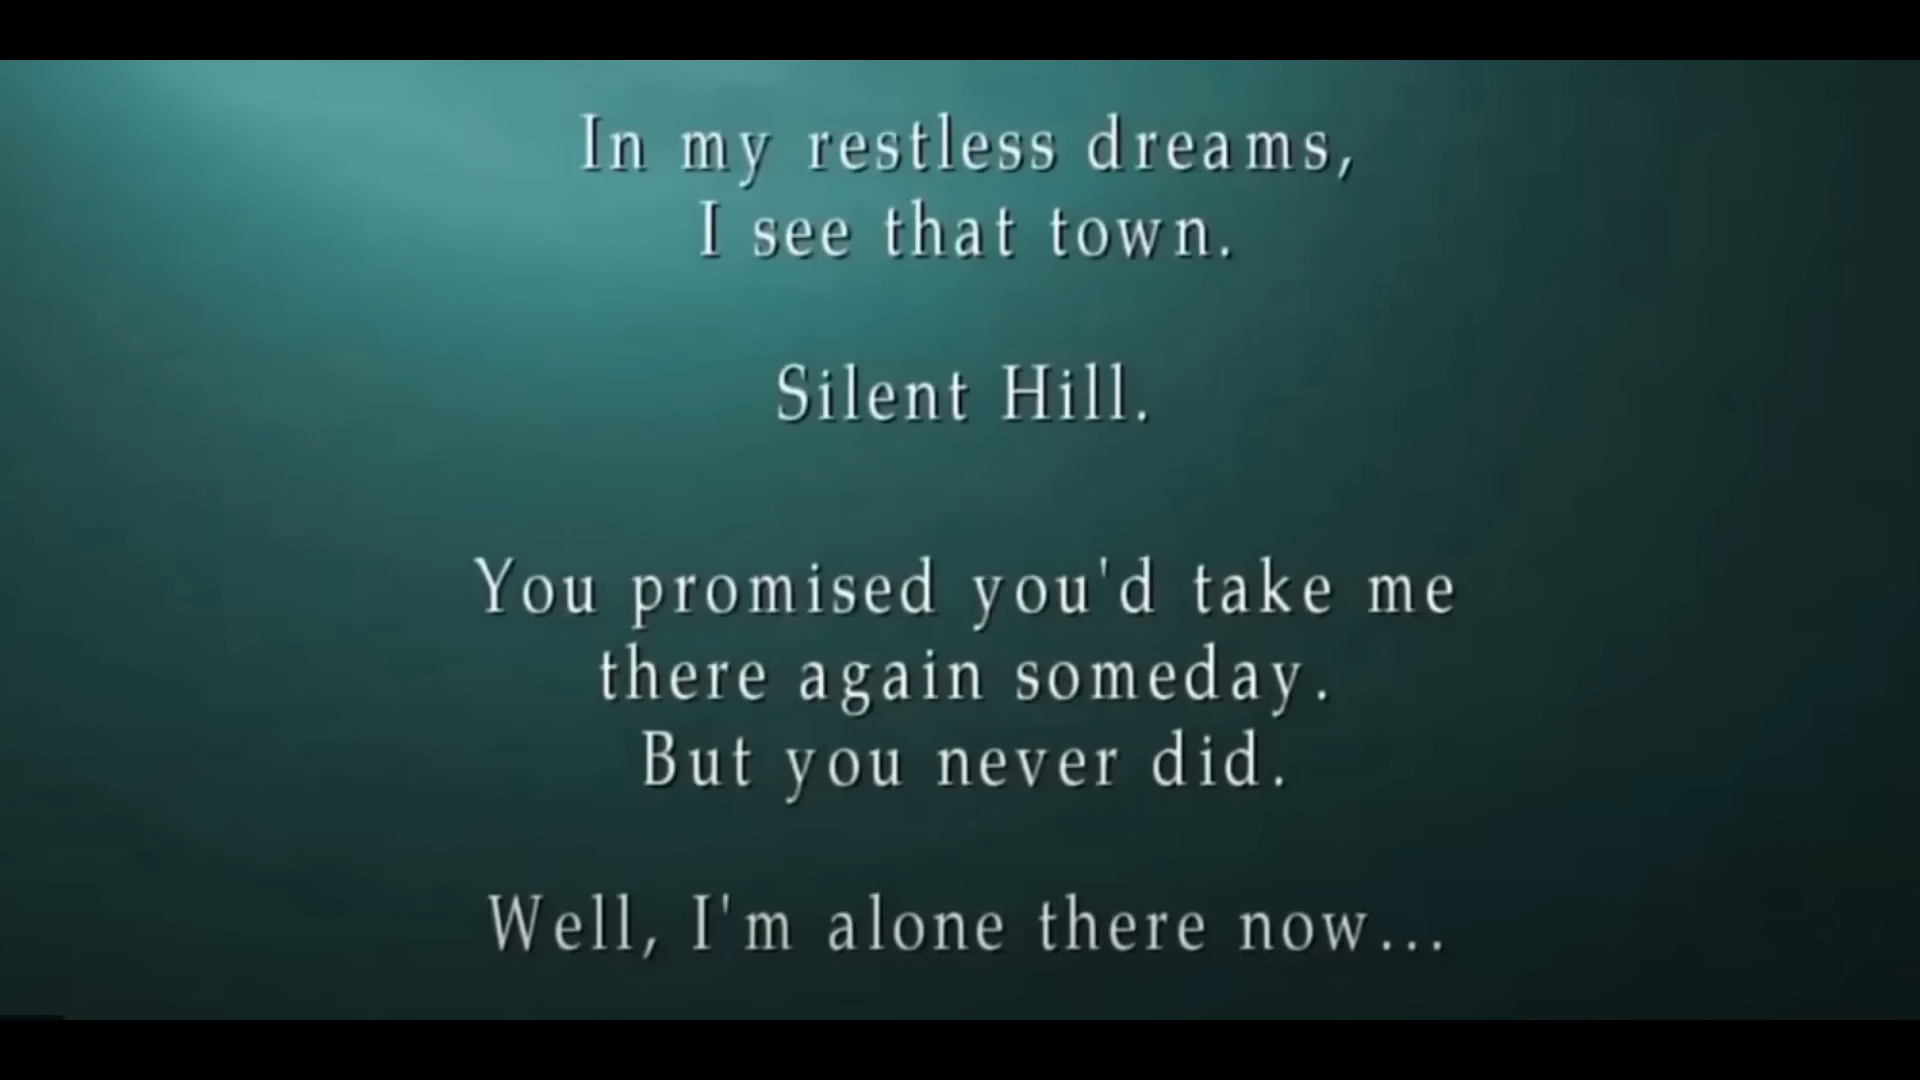 In my restless dreams,
I see that town.
Silent Hill.
You promised you'd take me
there again someday.
But you never did.
Well, I'm alone there now...